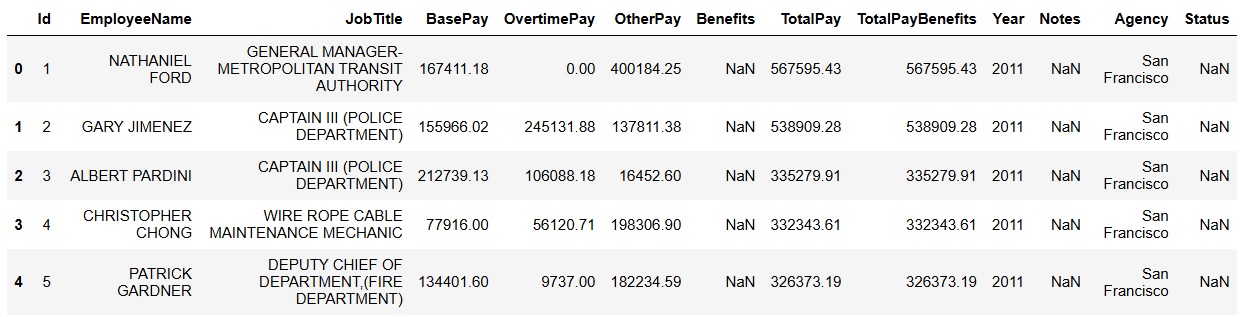 Id EmployeeName JobTitle BasePay OvertimePay OtherPay Benefits TotalPay TotalPayBenefits Year Notes Agency Status
0 1 NATHANIEL FORD GENERAL MANAGER-METROPOLITAN TRANSIT AUTHORITY 167411.18 0.00 400184.25 NaN 567595.43 567595.43 2011 NaN San Francisco NaN
1 2 GARY JIMENEZ CAPTAIN III (POLICE DEPARTMENT) 155966.02 245131.88 137811.38 NaN 538909.28 538909.28 2011 NaN San Francisco NaN
2 3 ALBERT PARDINI CAPTAIN III (POLICE DEPARTMENT) 212739.13 106088.18 16452.60 NaN 335279.91 335279.91 2011 NaN San Francisco NaN
3 4 CHRISTOPHER CHONG WIRE ROPE CABLE MAINTENANCE MECHANIC 77916.00 56120.71 198306.90 NaN 332343.61 332343.61 2011 NaN San Francisco NaN
4 5 PATRICK GARDNER DEPUTY CHIEF OF DEPARTMENT,(FIRE DEPARTMENT) 134401.60 9737.00 182234.59 NaN 326373.19 326373.19 2011 NaN San Francisco NaN